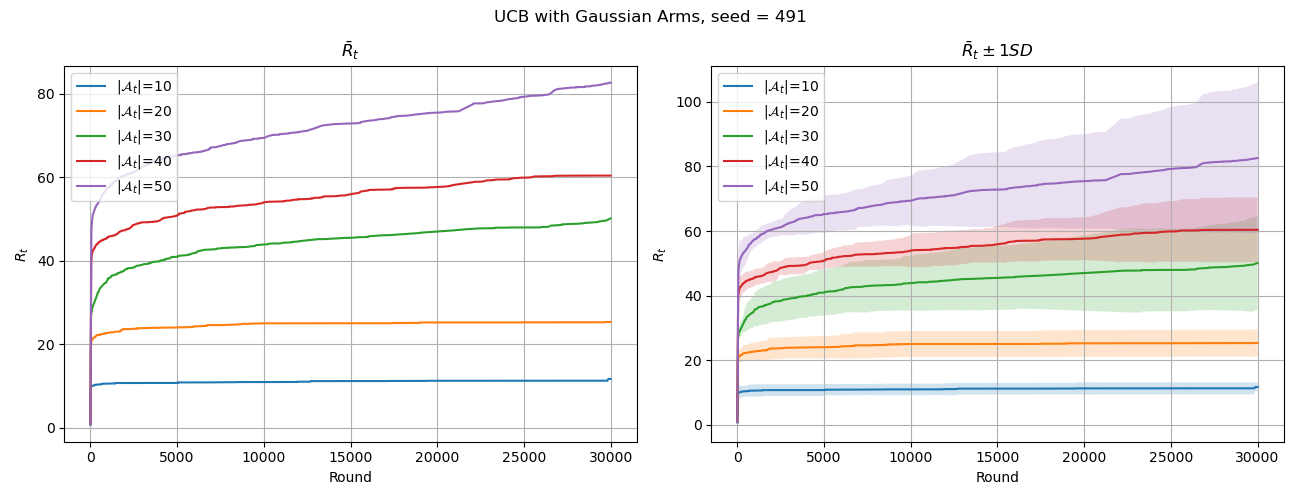 UCB with Gaussian Arms, seed = 491
R̄ₜ
|𝒜ₜ|=10
|𝒜ₜ|=20
|𝒜ₜ|=30
|𝒜ₜ|=40
|𝒜ₜ|=50
Rₜ
80
60
40
20
0
0 5000 10000 15000 20000 25000 30000
Round
R̄ₜ ± 1SD
|𝒜ₜ|=10
|𝒜ₜ|=20
|𝒜ₜ|=30
|𝒜ₜ|=40
|𝒜ₜ|=50
Rₜ
100
80
60
40
20
0
0 5000 10000 15000 20000 25000 30000
Round